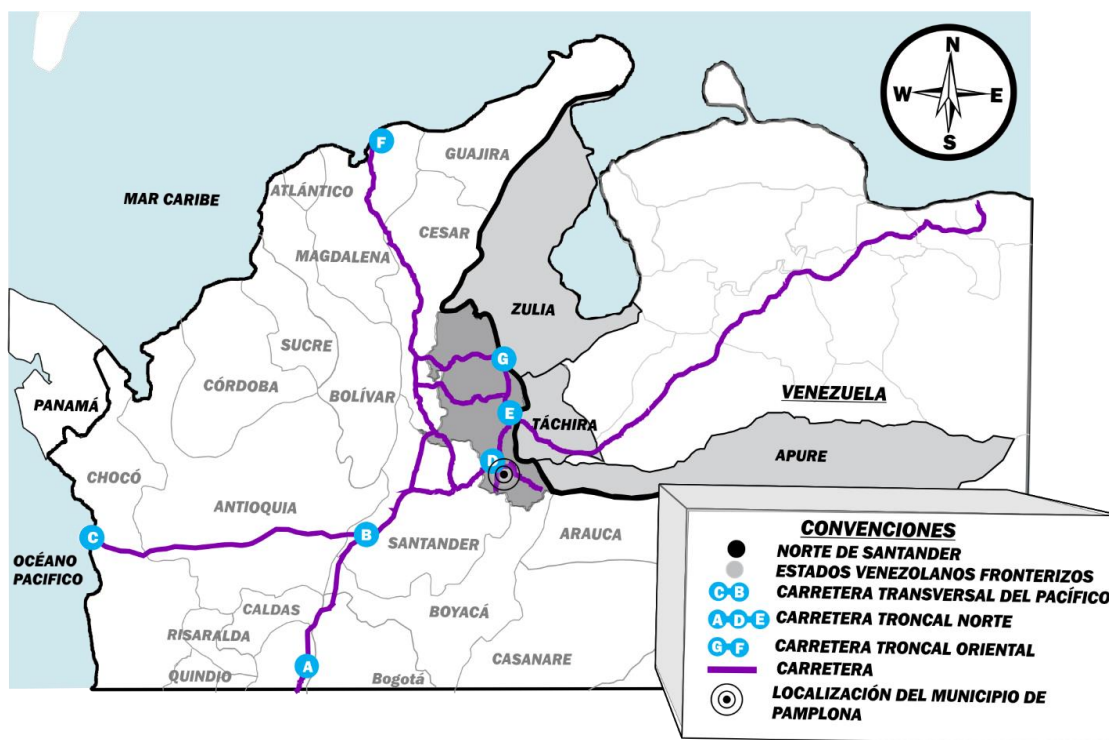 N
W E
S
F
GUAJIRA
ATLÁNTICO
MAR CARIBE
CESAR
MAGDALENA
ZULIA
SUCRE
G
CÓRDOBA
BOLÍVAR
VENEZUELA
PANAMÁ
E
TÁCHIRA
APURE
D
CHOCÓ
ANTIOQUIA
C
B
SANTANDER
ARAUCA
OCÉANO
PACIFICO
CALDAS
BOYACÁ
RISARALDA
CASANARE
A
QUINDIO
Bogotá
CONVENCIONES
NORTE DE SANTANDER
ESTADOS VENEZOLANOS FRONTERIZOS
C B CARRETERA TRANSVERSAL DEL PACÍFICO
A D E CARRETERA TRONCAL NORTE
G F CARRETERA TRONCAL ORIENTAL
CARRETERA
LOCALIZACIÓN DEL MUNICIPIO DE
PAMPLONA